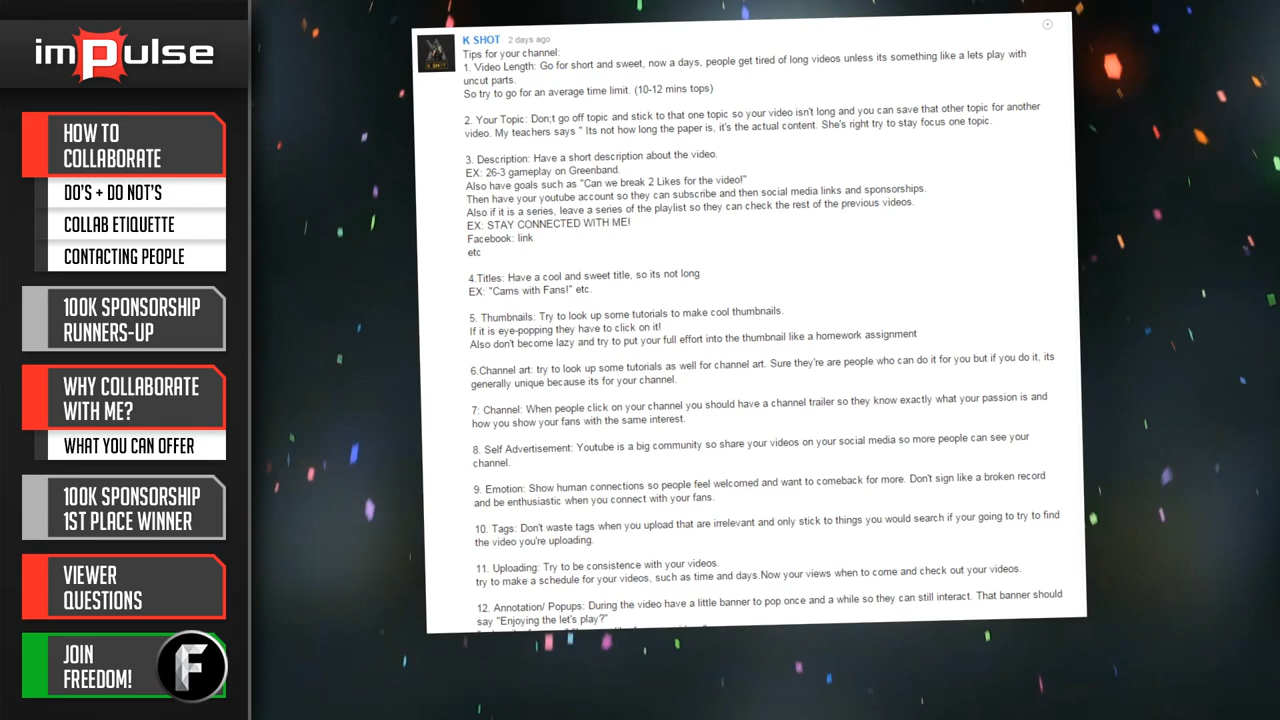 imPulse
HOW TO
COLLABORATE
DO'S + DO NOT'S
COLLAB ETIQUETTE
CONTACTING PEOPLE
100K SPONSORSHIP
RUNNERS-UP
WHY COLLABORATE
WITH ME?
WHAT YOU CAN OFFER
100K SPONSORSHIP
1ST PLACE WINNER
VIEWER
QUESTIONS
JOIN
FREEDOM!
F
K SHOT 2 days ago
Tips for your channel:
1. Video Length: Go for short and sweet, now a days, people get tired of long videos unless its something like a lets play with
uncut parts.
So try to go for an average time limit. (10-12 mins tops)
2. Your Topic: Don;t go off topic and stick to that one topic so your video isn't long and you can save that other topic for another
video. My teachers says " Its not how long the paper is, it's the actual content. She's right try to stay focus one topic.
3. Description: Have a short description about the video.
EX: 26-3 gameplay on Greenband.
Also have goals such as "Can we break 2 Likes for the video!"
Then have your youtube account so they can subscribe and then social media links and sponsorships.
Also if it is a series, leave a series of the playlist so they can check the rest of the previous videos.
EX: STAY CONNECTED WITH ME!
Facebook: link
etc
4.Titles: Have a cool and sweet title, so its not long
EX: "Cams with Fans!" etc.
5. Thumbnails: Try to look up some tutorials to make cool thumbnails.
If it is eye-popping they have to click on it!
Also don't become lazy and try to put your full effort into the thumbnail like a homework assignment
6.Channel art: try to look up some tutorials as well for channel art. Sure they're are people who can do it for you but if you do it, its
generally unique because its for your channel.
7: Channel: When people click on your channel you should have a channel trailer so they know exactly what your passion is and
how you show your fans with the same interest.
8. Self Advertisement: Youtube is a big community so share your videos on your social media so more people can see your
channel.
9. Emotion: Show human connections so people feel welcomed and want to comeback for more. Don't sign like a broken record
and be enthusiastic when you connect with your fans.
10. Tags: Don't waste tags when you upload that are irrelevant and only stick to things you would search if your going to try to find
the video you're uploading.
11. Uploading: Try to be consistence with your videos.
try to make a schedule for your videos, such as time and days.Now your views when to come and check out your videos.
12. Annotation/ Popups: During the video have a little banner to pop once and a while so they can still interact. That banner should
say "Enjoying the let's play?"